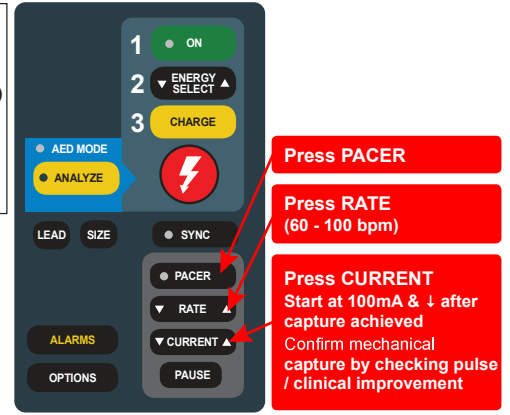 1 ON
2 ▼ ENERGY SELECT ▲
3 CHARGE
AED MODE
ANALYZE
LEAD SIZE
SYNC
PACER
▼ RATE ▲
▼ CURRENT ▲
PAUSE
ALARMS
OPTIONS
Press PACER
Press RATE
(60 - 100 bpm)
Press CURRENT
Start at 100mA & ↓ after
capture achieved
Confirm mechanical
capture by checking pulse
/ clinical improvement